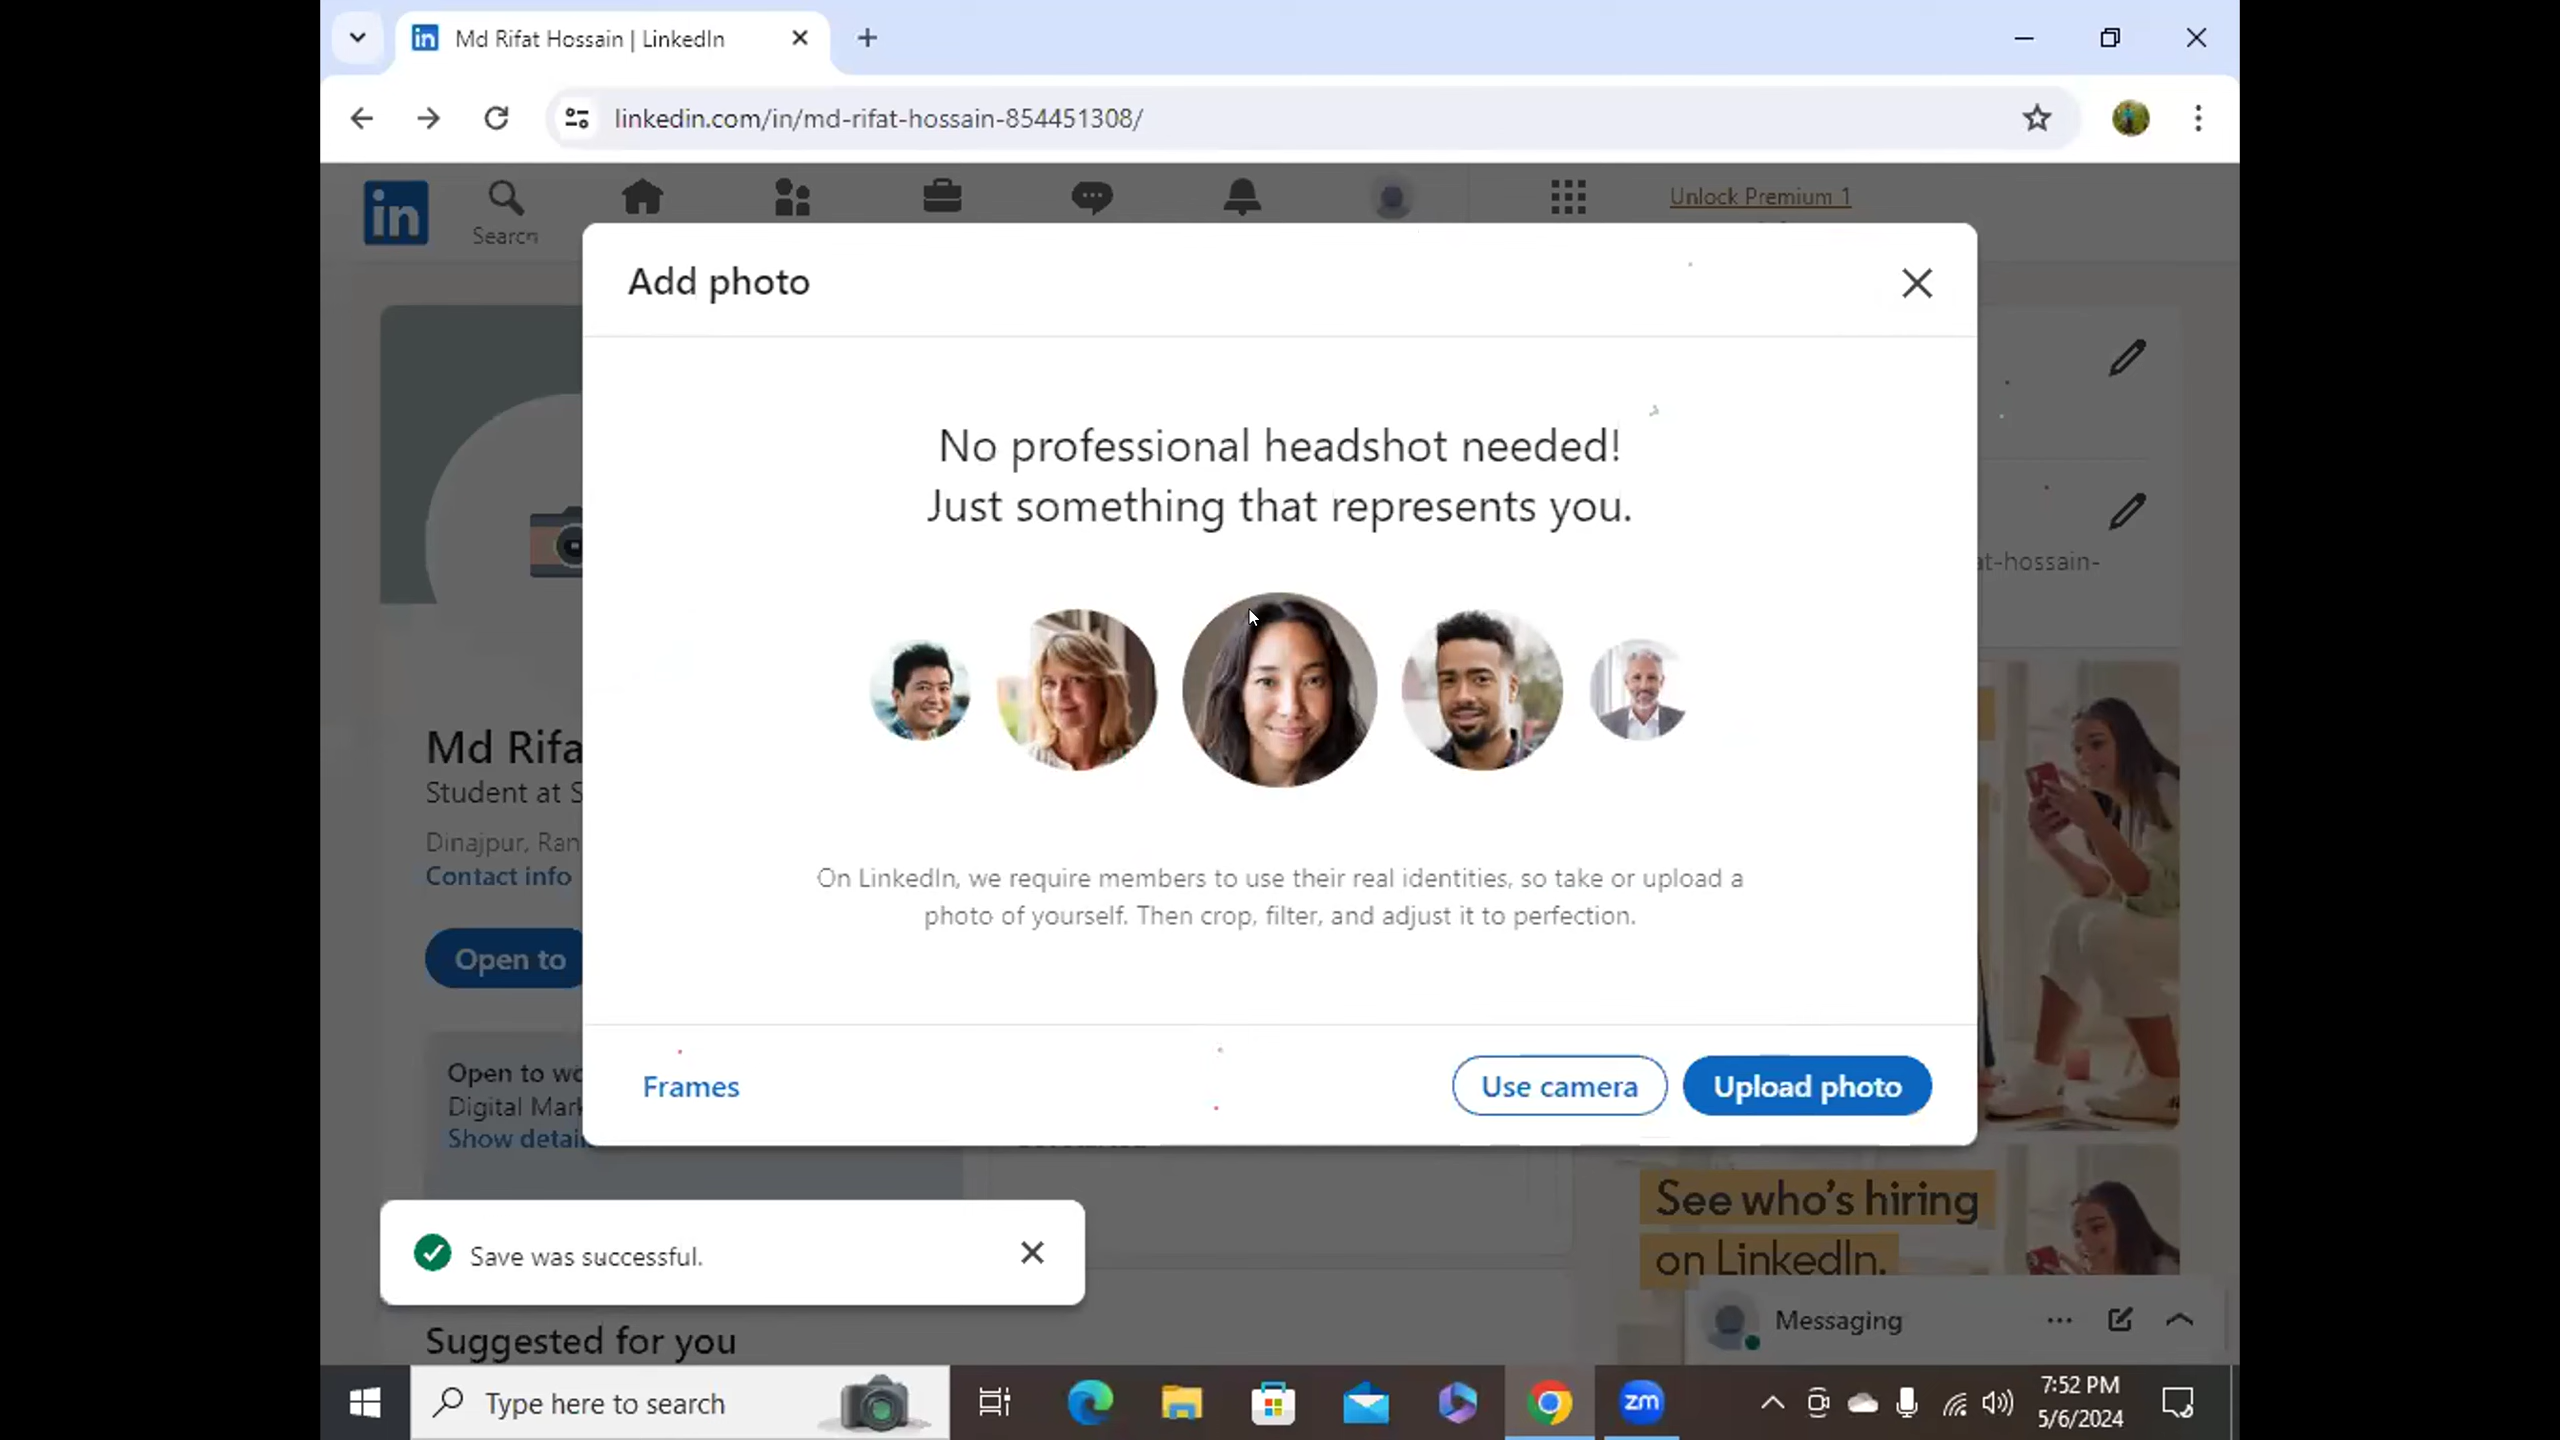 Md Rifat Hossain | LinkedIn
linkedin.com/in/md-rifat-hossain-854451308/
in
Search
Unlock Premium 1
Add photo
No professional headshot needed!
Just something that represents you.
at-hossain-
Md Rifa
Student at S
Dinajpur, Ran
Contact info
On LinkedIn, we require members to use their real identities, so take or upload a
photo of yourself. Then crop, filter, and adjust it to perfection.
Open to
Open to wo
Digital Mark
Show detai
Frames
Use camera
Upload photo
See who's hiring
on LinkedIn.
Save was successful.
Messaging
Suggested for you
Type here to search
zm
7:52 PM
5/6/2024